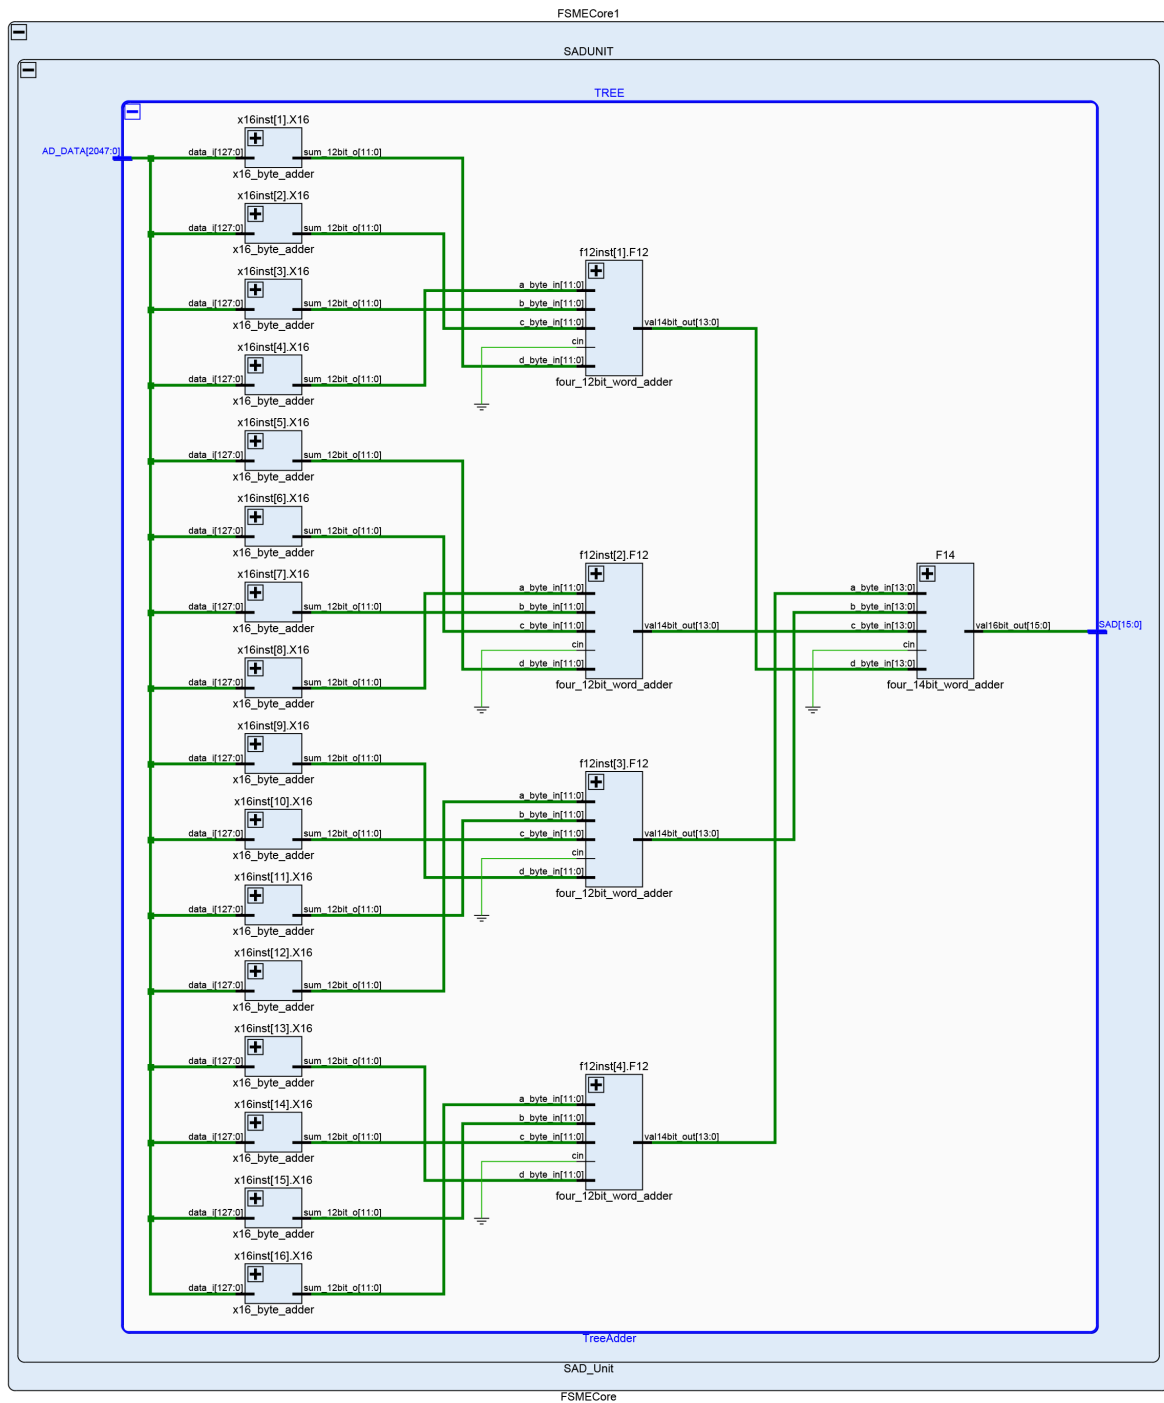 FSMECore1
SADUNIT
TREE
x16inst[1].X16
AD_DATA[2047:0]
data_i[127:0]
sum_12bit_o[11:0]
x16_byte_adder
x16inst[2].X16
data_i[127:0]
sum_12bit_o[11:0]
x16_byte_adder
x16inst[3].X16
data_i[127:0]
sum_12bit_o[11:0]
x16_byte_adder
x16inst[4].X16
data_i[127:0]
sum_12bit_o[11:0]
x16_byte_adder
f12inst[1].F12
a_byte_in[11:0]
b_byte_in[11:0]
c_byte_in[11:0]
cin
d_byte_in[11:0]
val14bit_out[13:0]
four_12bit_word_adder
x16inst[5].X16
data_i[127:0]
sum_12bit_o[11:0]
x16_byte_adder
x16inst[6].X16
data_i[127:0]
sum_12bit_o[11:0]
x16_byte_adder
x16inst[7].X16
data_i[127:0]
sum_12bit_o[11:0]
x16_byte_adder
x16inst[8].X16
data_i[127:0]
sum_12bit_o[11:0]
x16_byte_adder
f12inst[2].F12
a_byte_in[11:0]
b_byte_in[11:0]
c_byte_in[11:0]
cin
d_byte_in[11:0]
val14bit_out[13:0]
four_12bit_word_adder
F14
a_byte_in[13:0]
b_byte_in[13:0]
c_byte_in[13:0]
cin
d_byte_in[13:0]
val16bit_out[15:0]
four_14bit_word_adder
SAD[15:0]
x16inst[9].X16
data_i[127:0]
sum_12bit_o[11:0]
x16_byte_adder
x16inst[10].X16
data_i[127:0]
sum_12bit_o[11:0]
x16_byte_adder
x16inst[11].X16
data_i[127:0]
sum_12bit_o[11:0]
x16_byte_adder
x16inst[12].X16
data_i[127:0]
sum_12bit_o[11:0]
x16_byte_adder
f12inst[3].F12
a_byte_in[11:0]
b_byte_in[11:0]
c_byte_in[11:0]
cin
d_byte_in[11:0]
val14bit_out[13:0]
four_12bit_word_adder
x16inst[13].X16
data_i[127:0]
sum_12bit_o[11:0]
x16_byte_adder
x16inst[14].X16
data_i[127:0]
sum_12bit_o[11:0]
x16_byte_adder
x16inst[15].X16
data_i[127:0]
sum_12bit_o[11:0]
x16_byte_adder
x16inst[16].X16
data_i[127:0]
sum_12bit_o[11:0]
x16_byte_adder
f12inst[4].F12
a_byte_in[11:0]
b_byte_in[11:0]
c_byte_in[11:0]
cin
d_byte_in[11:0]
val14bit_out[13:0]
four_12bit_word_adder
TreeAdder
SAD_Unit
FSMECore